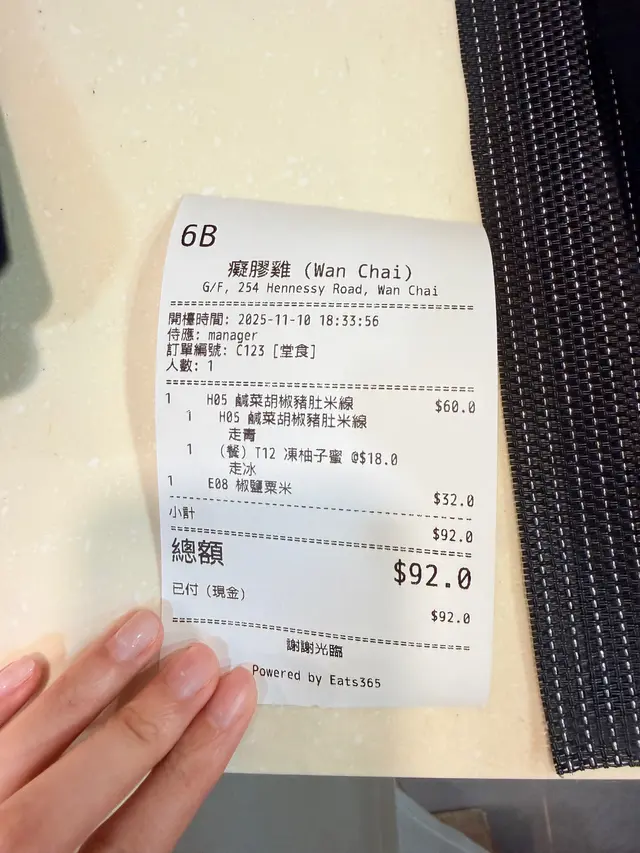 6B
癡膠雞 (Wan Chai)
G/F, 254 Hennessy Road, Wan Chai
開檯時間: 2025-11-10 18:33:56
侍應: manager
訂單編號: C123 [堂食]
人數: 1
1 H05 鹹菜胡椒豬肚米線 $60.0
1 H05 鹹菜胡椒豬肚米線
走青
1 (餐) T12 凍柚子蜜 @$18.0
走冰
1 E08 椒鹽粟米 $32.0
小計 $92.0
總額 $92.0
已付 (現金) $92.0
謝謝光臨
Powered by Eats365